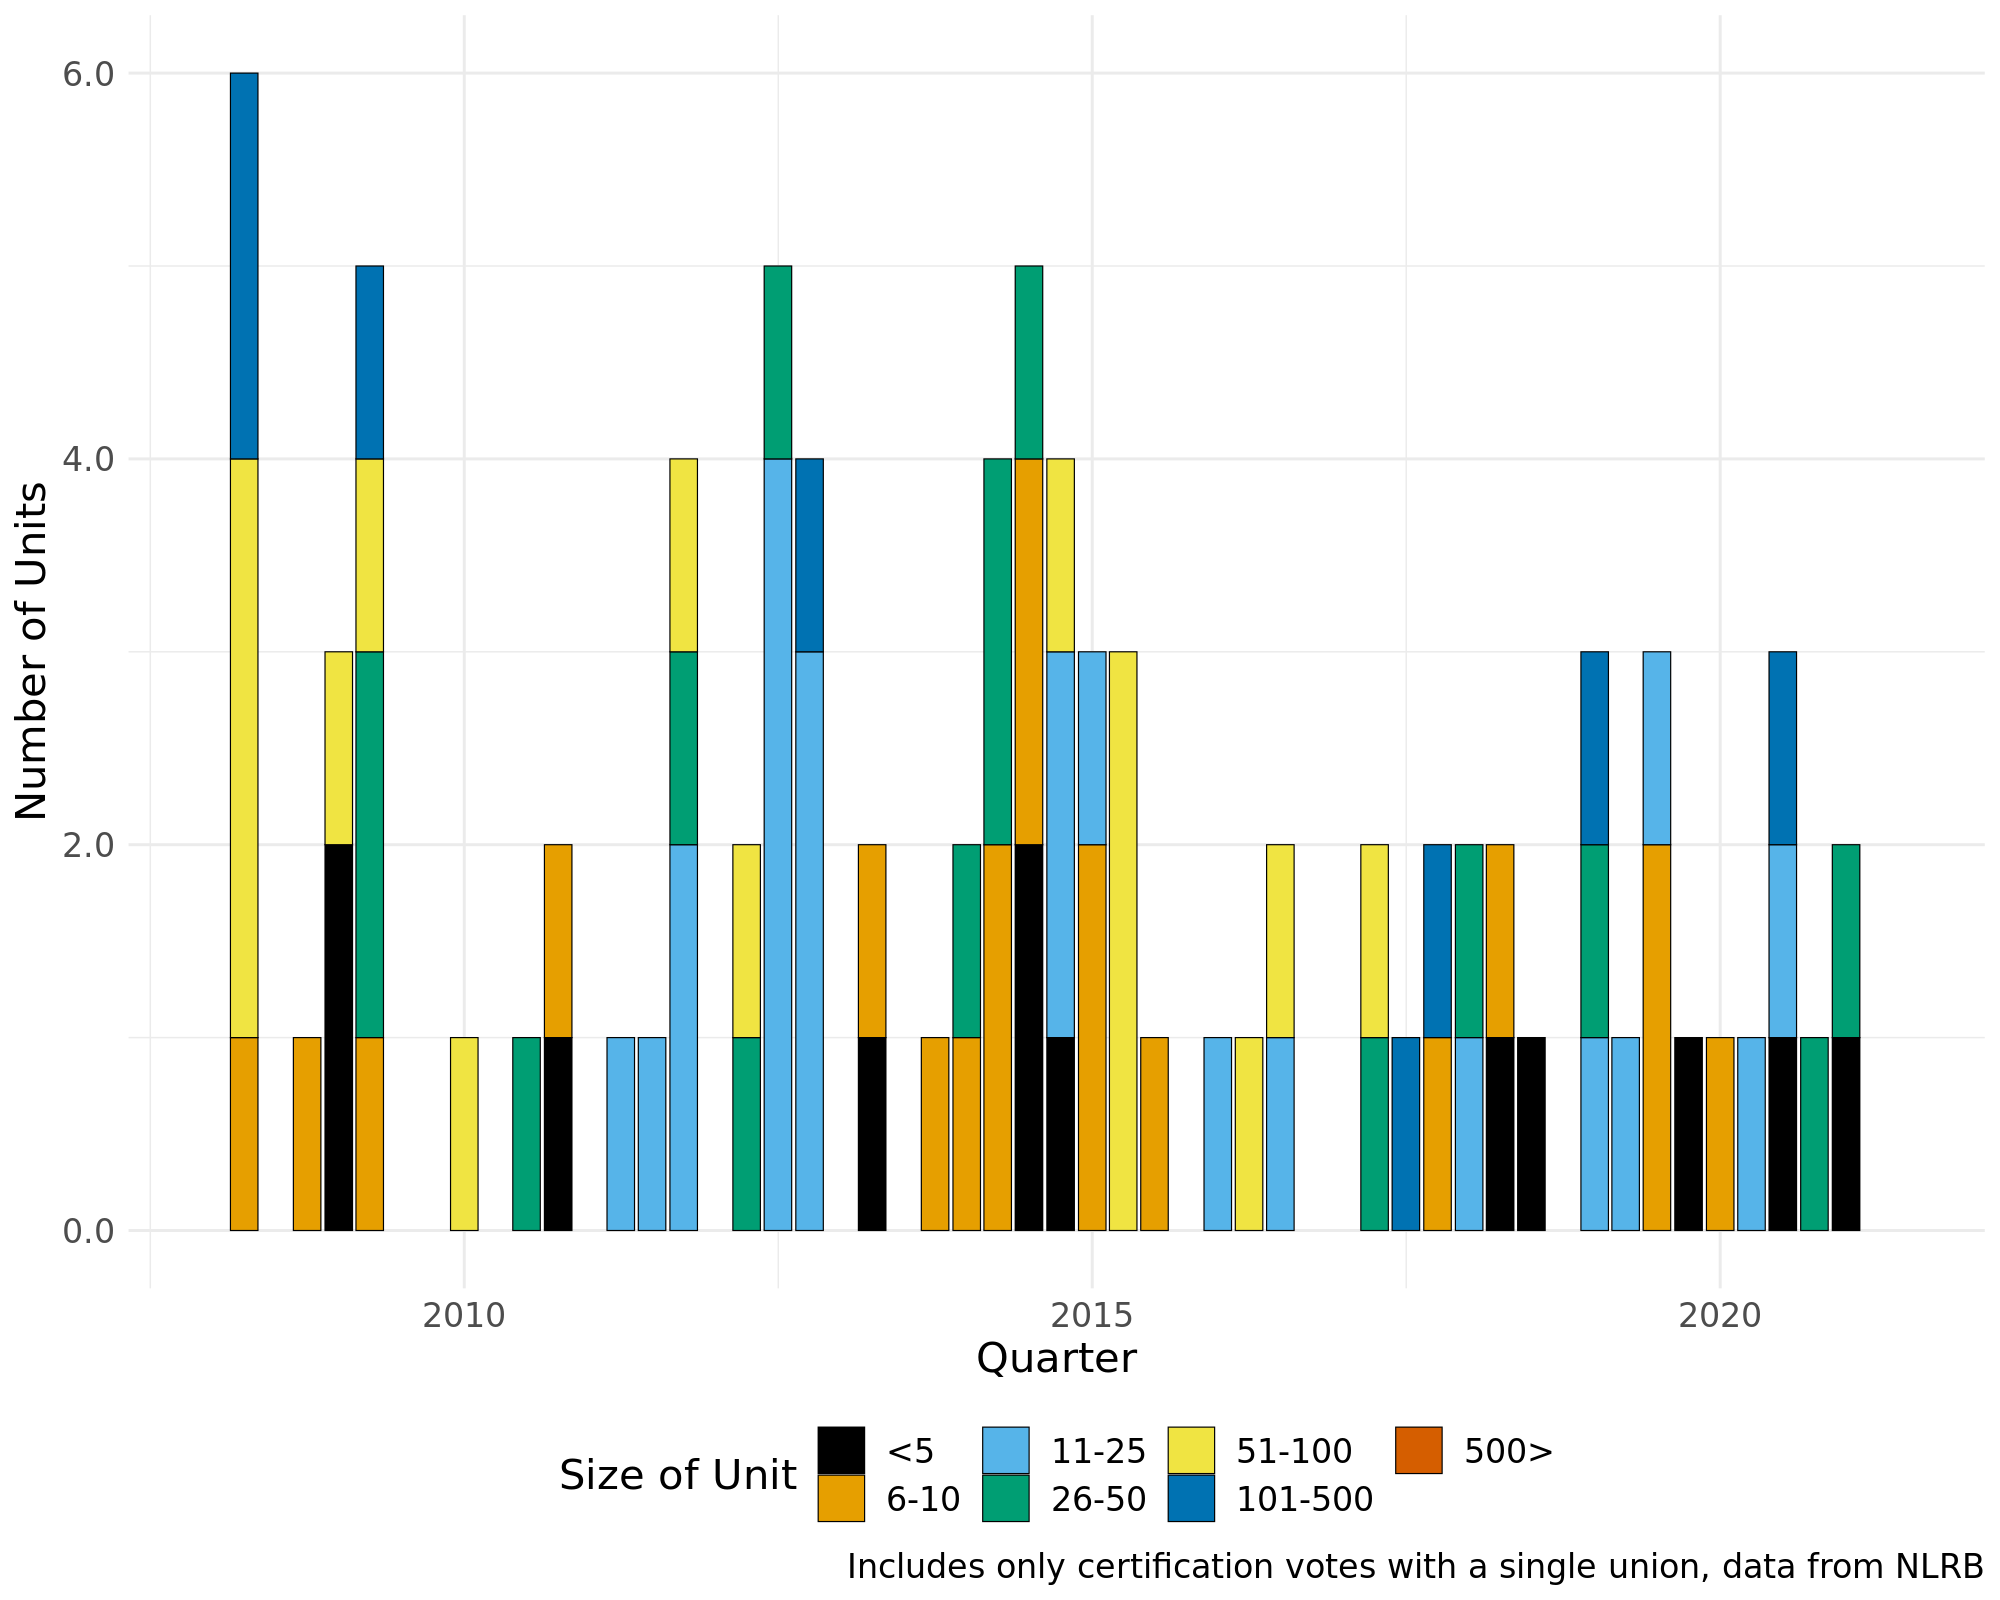 6.0
4.0
2.0
0.0
Number of Units
2010 2015 2020
Quarter
Size of Unit
<5 11-25 51-100 500>
6-10 26-50 101-500
Includes only certification votes with a single union, data from NLRB